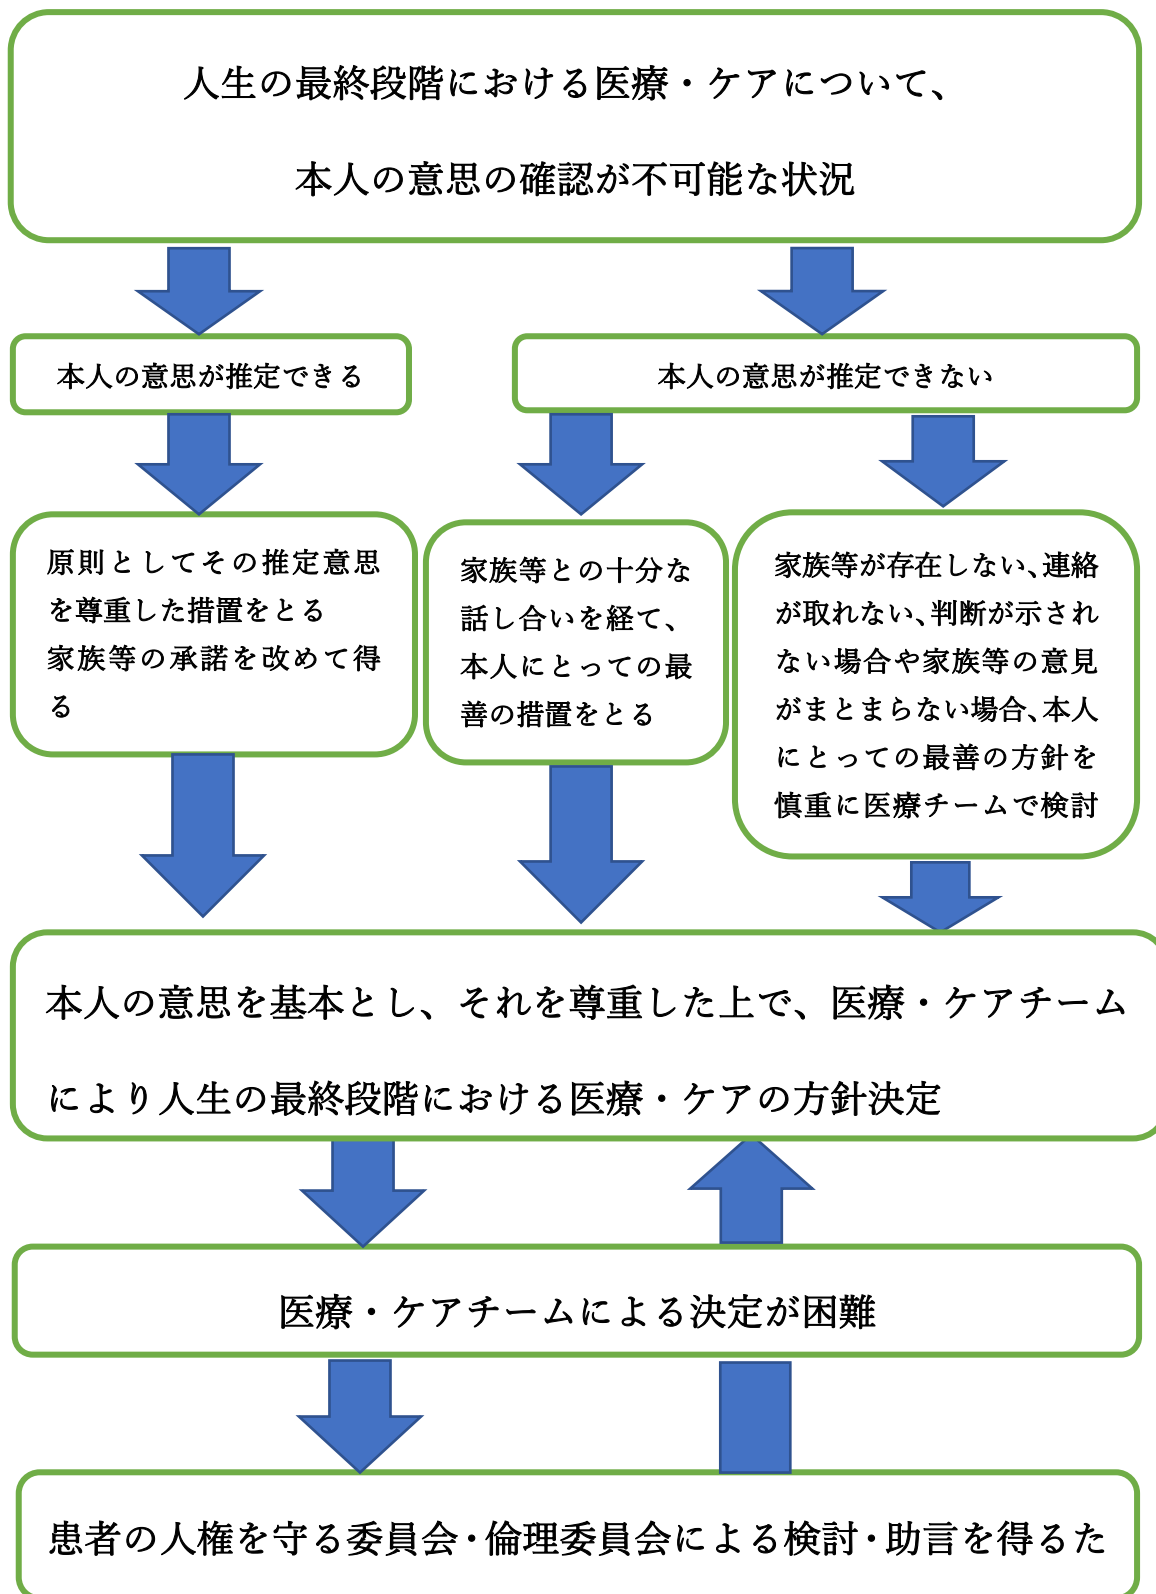 人生の最終段階における医療・ケアについて、
本人の意思の確認が不可能な状況
本人の意思が推定できる
本人の意思が推定できない
原則としてその推定意思
を尊重した措置をとる
家族等の承諾を改めて得
る
家族等との十分な
話し合いを経て、
本人にとっての最
善の措置をとる
家族等が存在しない、連絡
が取れない、判断が示され
ない場合や家族等の意見
がまとまらない場合、本人
にとっての最善の方針を
慎重に医療チームで検討
本人の意思を基本とし、それを尊重した上で、医療・ケアチーム
により人生の最終段階における医療・ケアの方針決定
医療・ケアチームによる決定が困難
患者の人権を守る委員会・倫理委員会による検討・助言を得るた